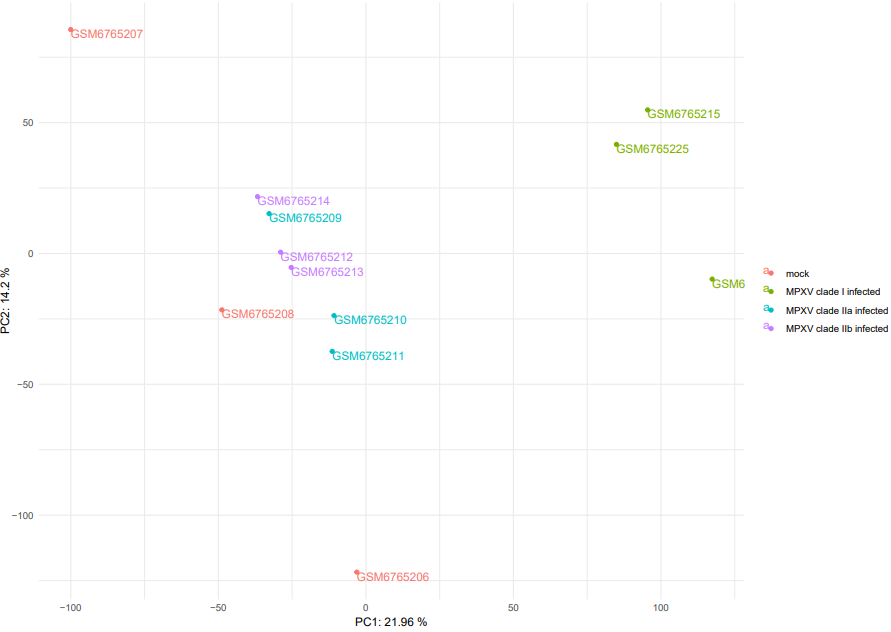 GSM6765207
GSM6765215
50
GSM6765225
GSM6765214
GSM6765209
0
GSM6765212
GSM6765213
PC2: 14.2 %
GSM6
a mock
a MPXV clade I infected
a MPXV clade IIa infected
a MPXV clade IIb infected
GSM6765208
GSM6765210
GSM6765211
−50
−100
GSM6765206
−100 −50 0 50 100
PC1: 21.96 %